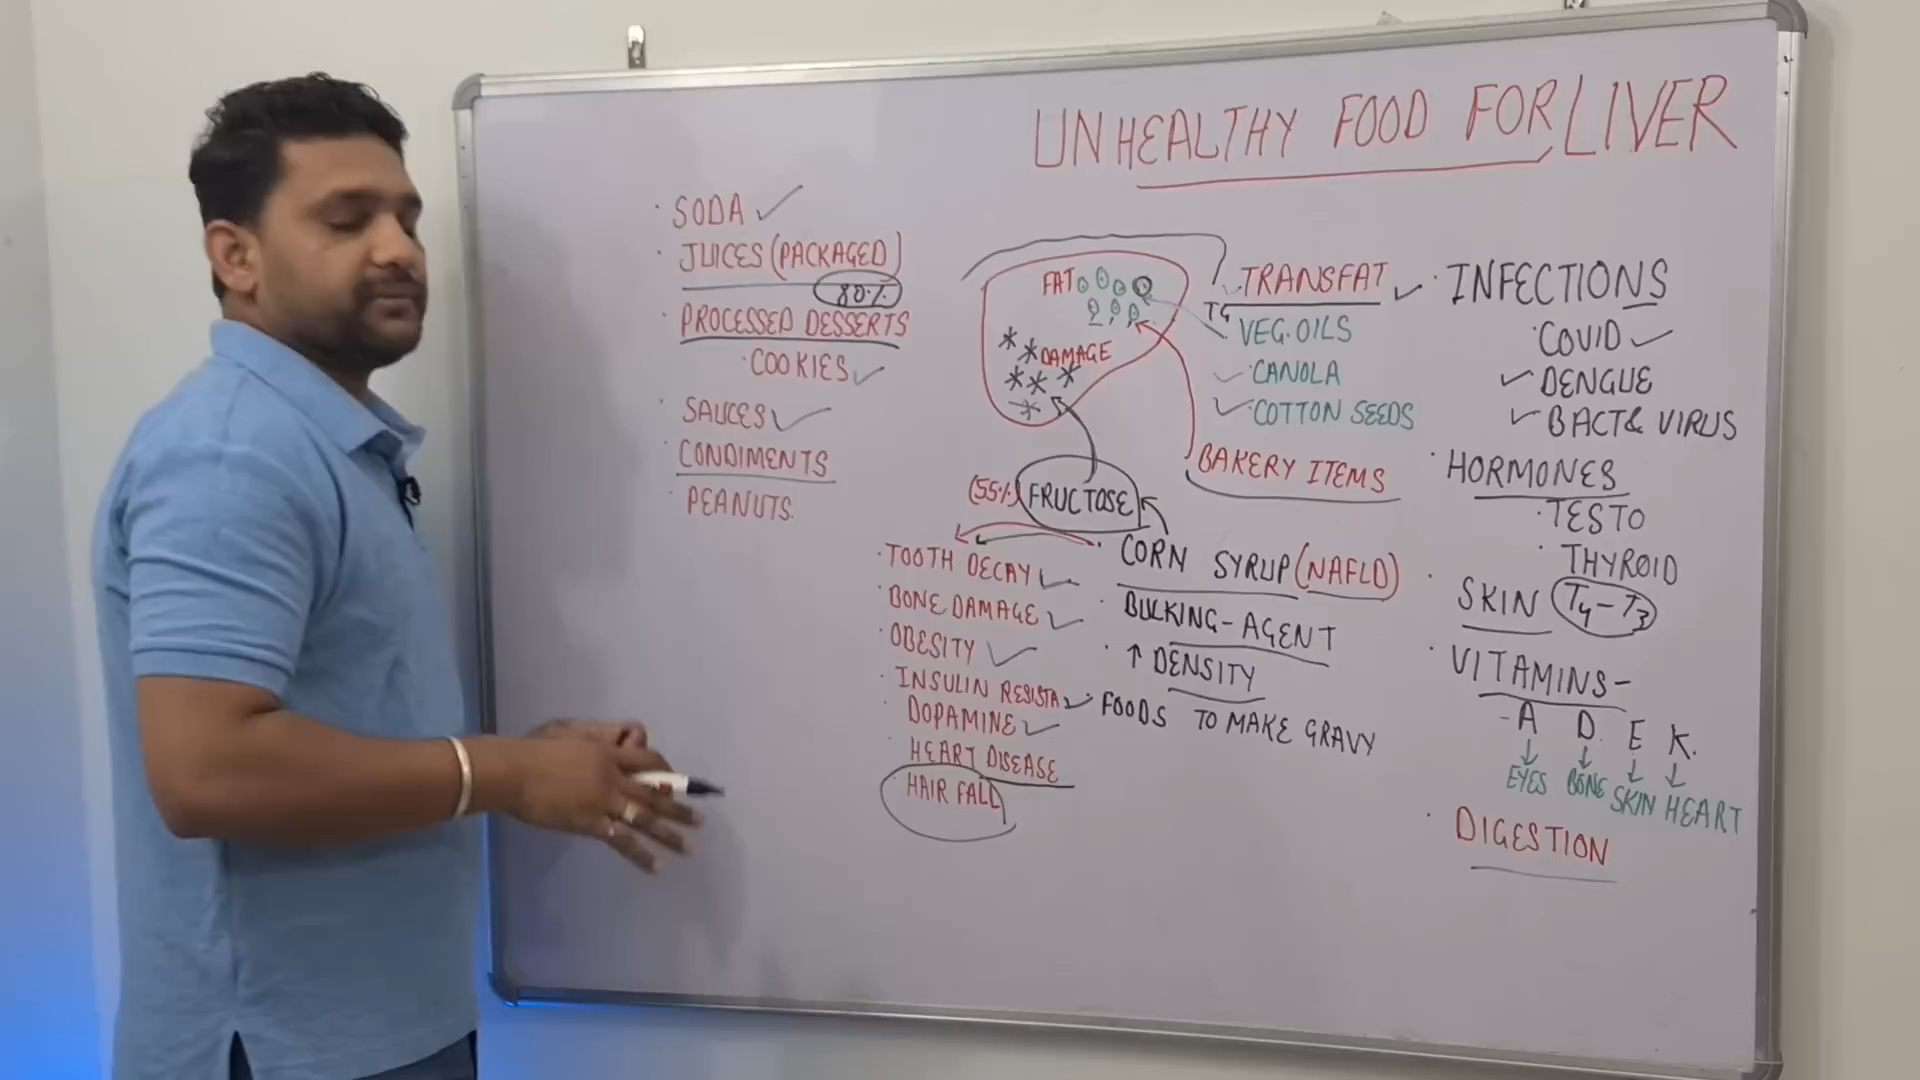 UNHEALTHY FOOD FOR LIVER
· SODA ✓
· JUICES (PACKAGED)
80%
· PROCESSED DESSERTS
· COOKIES ✓
· SAUCES ✓
· CONDIMENTS
· PEANUTS.
FAT
DAMAGE
TRANSFAT ✓
TG
VEG. OILS
✓ CANOLA
✓ COTTON SEEDS
BAKERY ITEMS
(55%) FRUCTOSE
· CORN SYRUP (NAFLD)
· BULKING-AGENT
· ↑ DENSITY
· FOODS TO MAKE GRAVY
· TOOTH DECAY ✓
· BONE DAMAGE ✓
· OBESITY ✓
· INSULIN RESISTA ✓
· DOPAMINE ✓
· HEART DISEASE
HAIR FALL
· INFECTIONS
· COVID ✓
✓ DENGUE
✓ BACT & VIRUS
· HORMONES
· TESTO
· THYROID
· SKIN
T4-T3
· VITAMINS-
-A D. E K.
↓ ↓ ↓ ↓
EYES BONE SKIN HEART
· DIGESTION